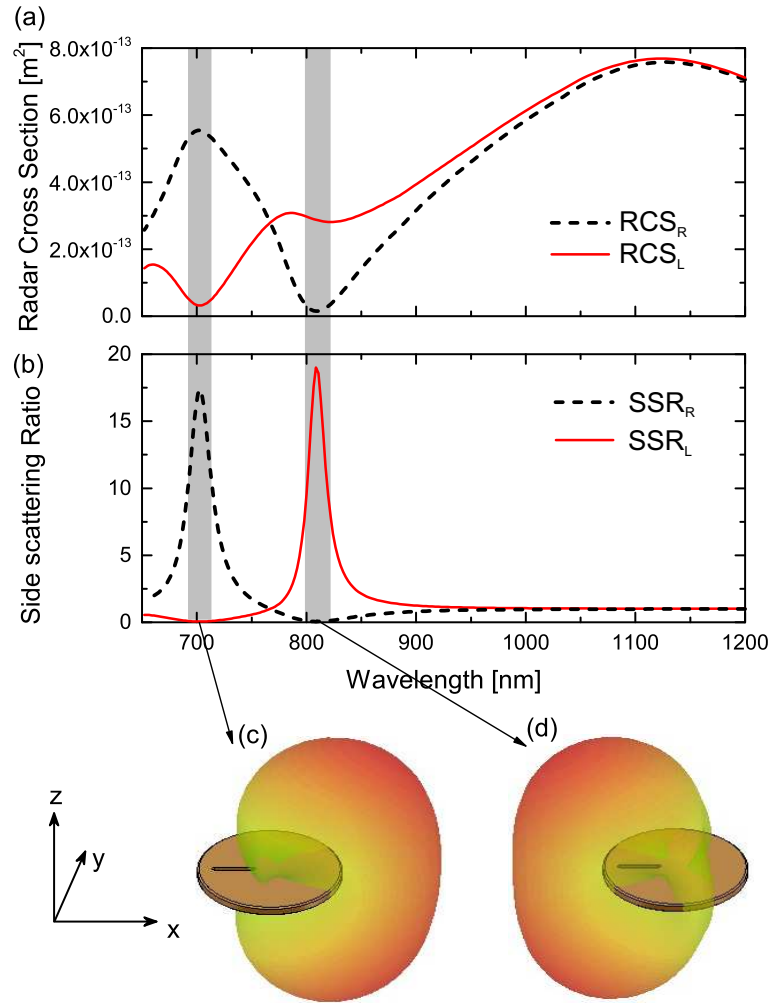 (a)
Radar Cross Section [m²]
8.0x10⁻¹³
6.0x10⁻¹³
4.0x10⁻¹³
2.0x10⁻¹³
0.0
RCS_R
RCS_L
(b)
Side scattering Ratio
20
15
10
5
0
SSR_R
SSR_L
700 800 900 1000 1100 1200
Wavelength [nm]
(c) (d)
z
y
x